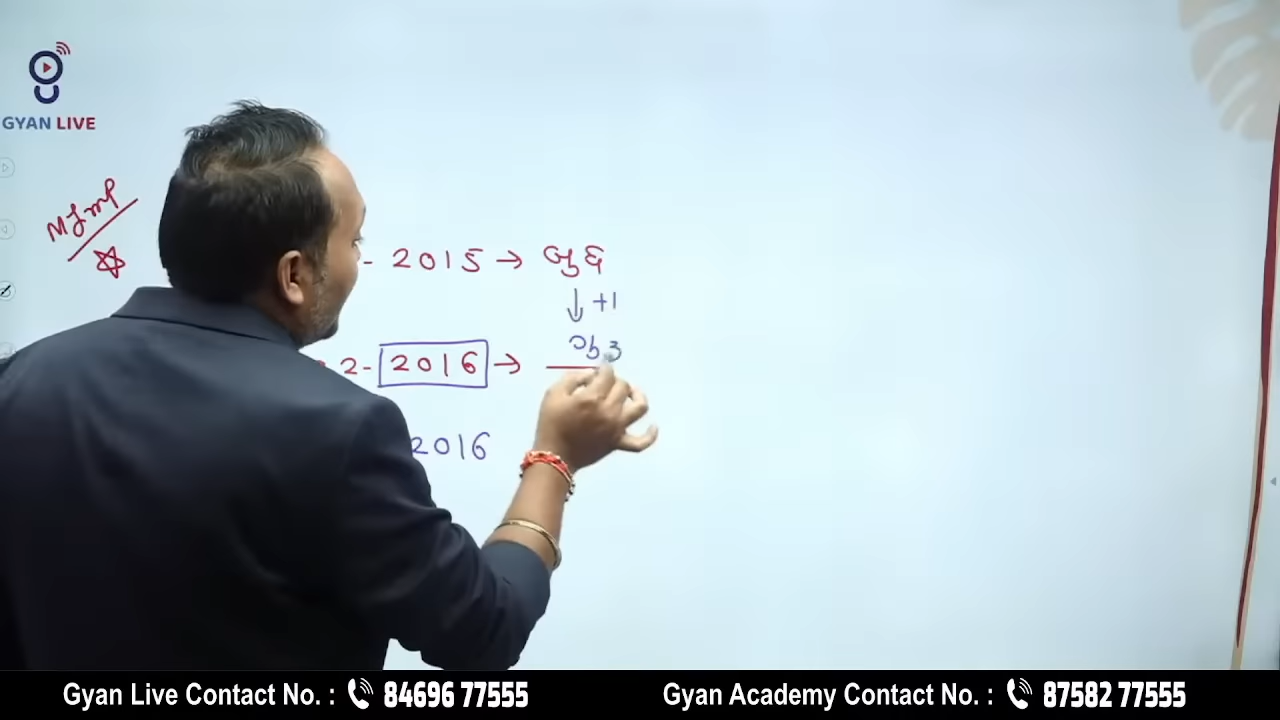 GYAN LIVE
- 2015 → બુધ
↓ +1
2- 2016 →
2016
Gyan Live Contact No. : 84696 77555
Gyan Academy Contact No. : 87582 77555